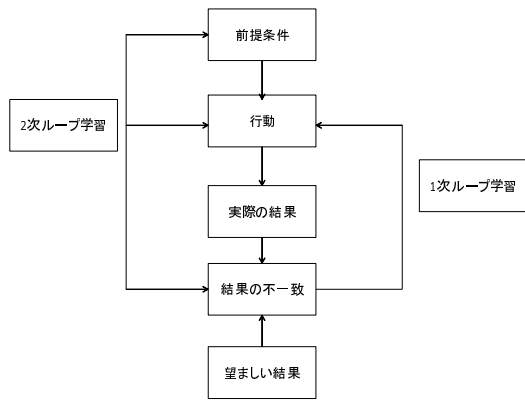 前提条件
行動
2次ループ学習
1次ループ学習
実際の結果
結果の不一致
望ましい結果